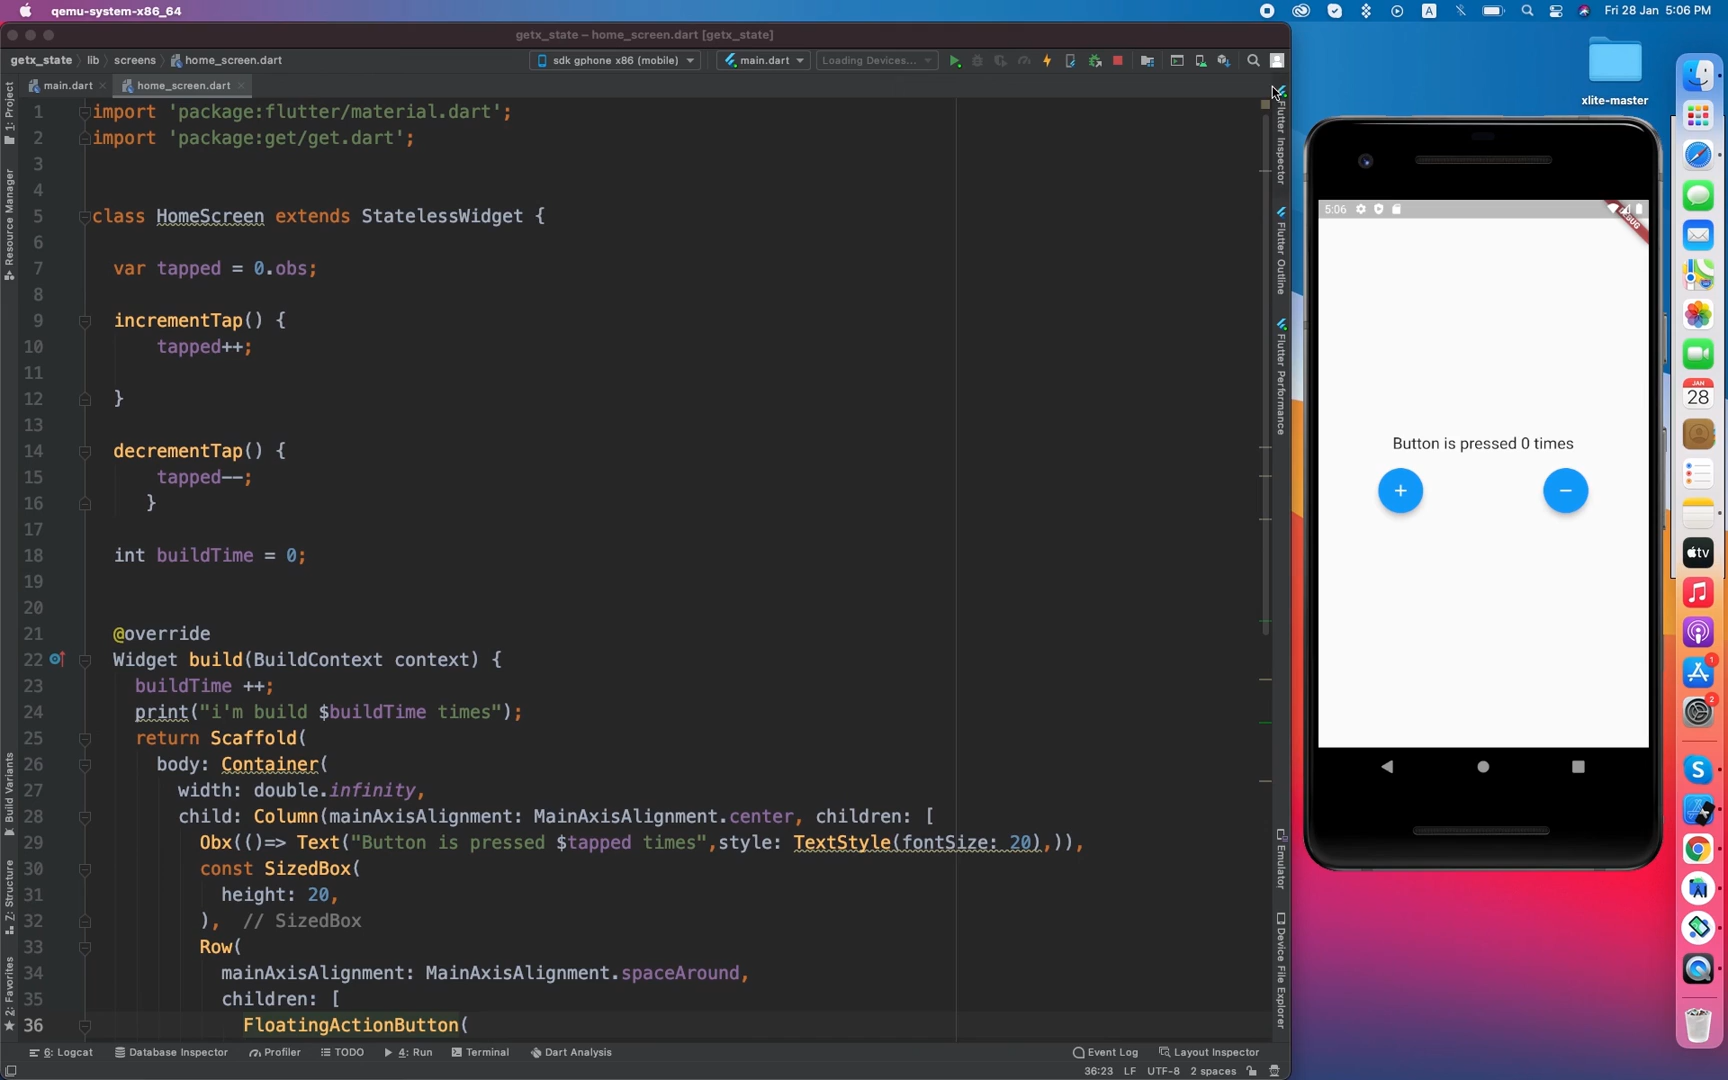 qemu-system-x86_64
A
Fri 28 Jan 5:06 PM
getx_state – home_screen.dart [getx_state]
getx_state
lib
screens
home_screen.dart
sdk gphone x86 (mobile)
main.dart
Loading Devices...
main.dart
home_screen.dart
1: Project
Resource Manager
Build Variants
Z: Structure
2: Favorites
1 import 'package:flutter/material.dart';
2 import 'package:get/get.dart';
3
4
5 class HomeScreen extends StatelessWidget {
6
7 var tapped = 0.obs;
8
9 incrementTap() {
10 tapped++;
11
12 }
13
14 decrementTap() {
15 tapped--;
16 }
17
18 int buildTime = 0;
19
20
21 @override
22 Widget build(BuildContext context) {
23 buildTime ++;
24 print("i'm build $buildTime times");
25 return Scaffold(
26 body: Container(
27 width: double.infinity,
28 child: Column(mainAxisAlignment: MainAxisAlignment.center, children: [
29 Obx(()=> Text("Button is pressed $tapped times",style: TextStyle(fontSize: 20),)),
30 const SizedBox(
31 height: 20,
32 ), // SizedBox
33 Row(
34 mainAxisAlignment: MainAxisAlignment.spaceAround,
35 children: [
36 FloatingActionButton(
Flutter Inspector
Flutter Outline
Flutter Performance
Emulator
Device File Explorer
6: Logcat
Database Inspector
Profiler
TODO
4: Run
Terminal
Dart Analysis
Event Log
Layout Inspector
36:23
LF
UTF-8
2 spaces
xlite-master
5:06
DEBUG
Button is pressed 0 times
+
−
JAN
28
tv
1
2
S